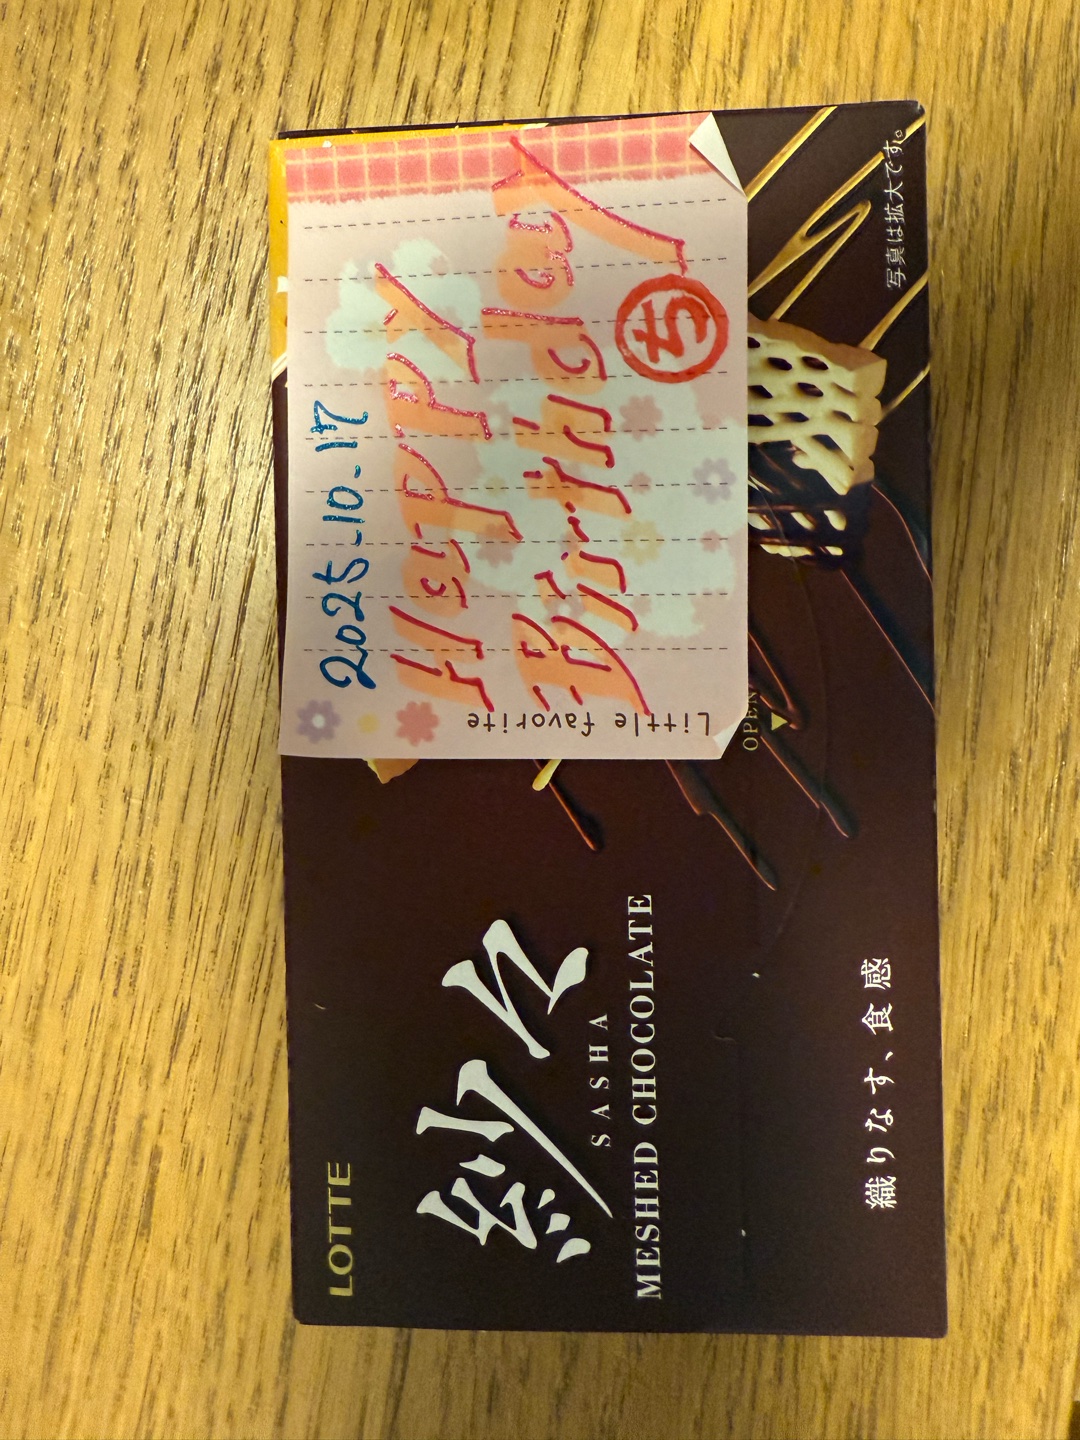 2025-10-17
Happy
Birthday
ち
Little favorite
LOTTE
紗々
SASHA
MESHED CHOCOLATE
OPEN
織りなす、食感
写真は拡大です。